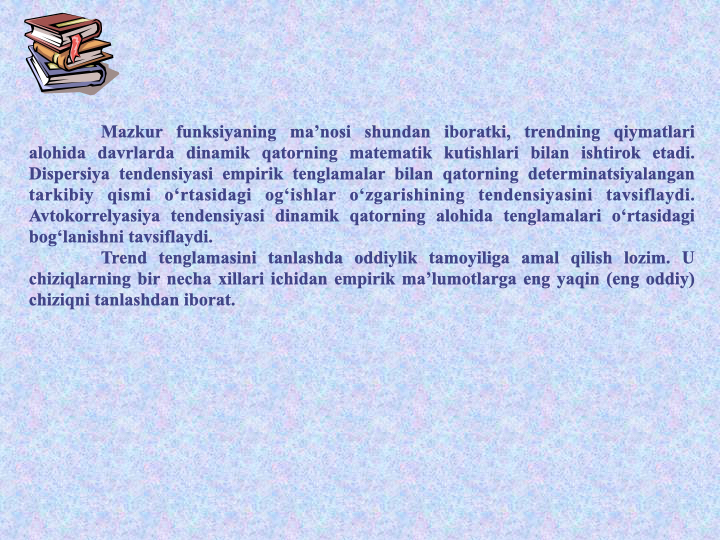 Mazkur funksiyaning ma’nosi shundan iboratki, trendning qiymatlari
alohida davrlarda dinamik qatorning matematik kutishlari bilan ishtirok etadi.
Dispersiya tendensiyasi empirik tenglamalar bilan qatorning determinatsiyalangan
tarkibiy qismi o‘rtasidagi og‘ishlar o‘zgarishining tendensiyasini tavsiflaydi.
Avtokorrelyasiya tendensiyasi dinamik qatorning alohida tenglamalari o‘rtasidagi
bog‘lanishni tavsiflaydi.
Trend tenglamasini tanlashda oddiylik tamoyiliga amal qilish lozim. U
chiziqlarning bir necha xillari ichidan empirik ma’lumotlarga eng yaqin (eng oddiy)
chiziqni tanlashdan iborat.